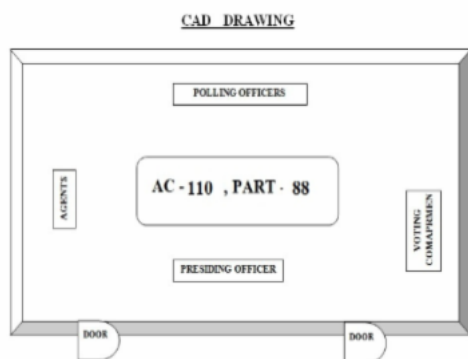 CAD DRAWING
POLLING OFFICERS
AGENTS
AC - 110 , PART - 88
VOTING
COMAPRMEN
PRESIDING OFFICER
DOOR
DOOR